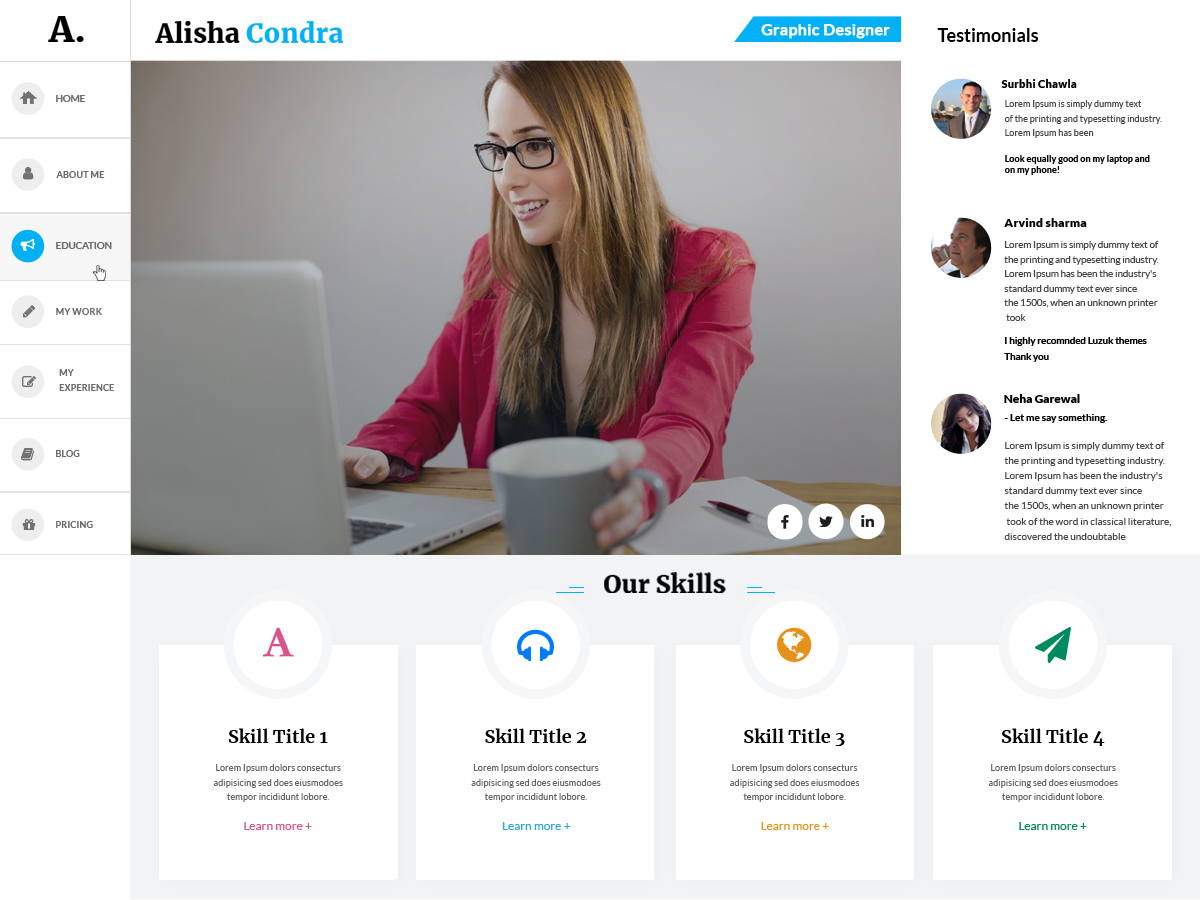 A.
HOME
ABOUT ME
EDUCATION
MY WORK
MY
EXPERIENCE
BLOG
PRICING
Alisha Condra
Graphic Designer
Testimonials
Surbhi Chawla
Lorem Ipsum is simply dummy text
of the printing and typesetting industry.
Lorem Ipsum has been
Look equally good on my laptop and
on my phone!
Arvind sharma
Lorem Ipsum is simply dummy text of
the printing and typesetting industry.
Lorem Ipsum has been the industry's
standard dummy text ever since
the 1500s, when an unknown printer
took
I highly recomnded Luzuk themes
Thank you
Neha Garewal
- Let me say something.
Lorem Ipsum is simply dummy text of
the printing and typesetting industry.
Lorem Ipsum has been the industry's
standard dummy text ever since
the 1500s, when an unknown printer
took of the word in classical literature,
discovered the undoubtable
f
in
Our Skills
A
Skill Title 1
Lorem Ipsum dolors consecturs
adipisicing sed does eiusmodoes
tempor incididunt lobore.
Learn more +
Skill Title 2
Lorem Ipsum dolors consecturs
adipisicing sed does eiusmodoes
tempor incididunt lobore.
Learn more +
Skill Title 3
Lorem Ipsum dolors consecturs
adipisicing sed does eiusmodoes
tempor incididunt lobore.
Learn more +
Skill Title 4
Lorem Ipsum dolors consecturs
adipisicing sed does eiusmodoes
tempor incididunt lobore.
Learn more +